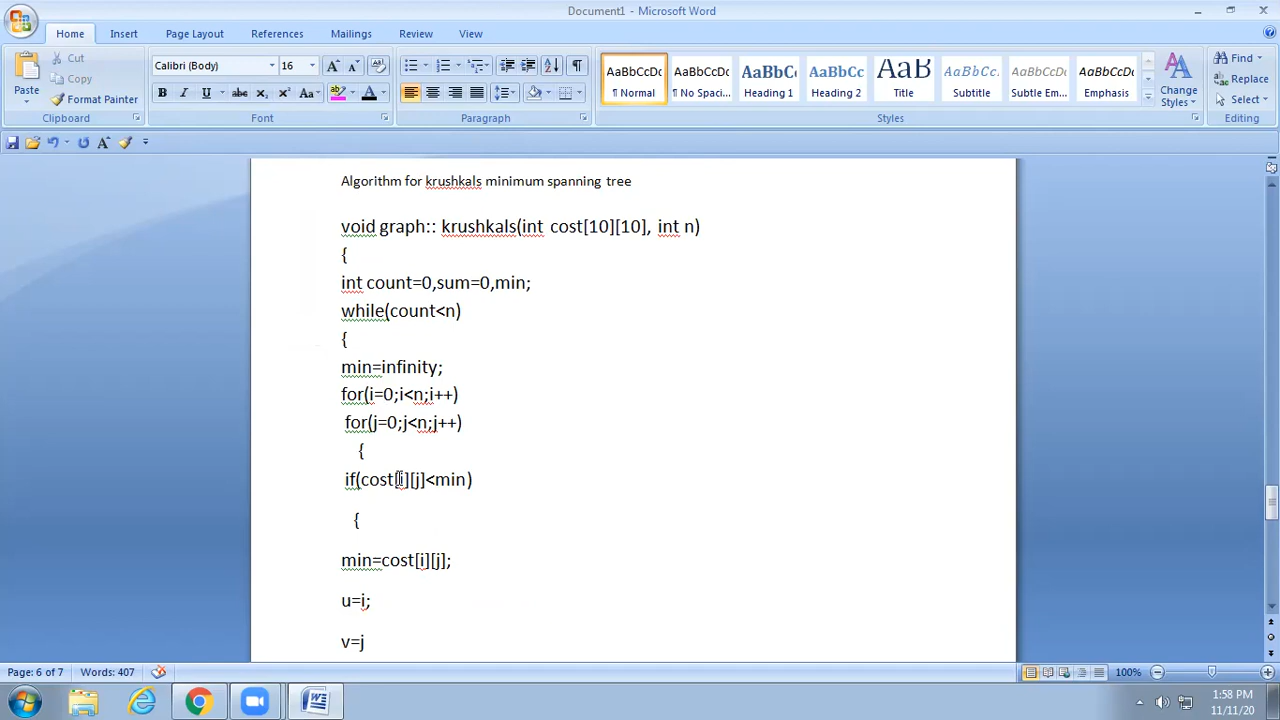 Document1 - Microsoft Word
Home Insert Page Layout References Mailings Review View
Paste
Cut
Copy
Format Painter
Clipboard
Calibri (Body) 16
B I U abc X₂ X² Aa
Font
Paragraph
AaBbCcDc AaBbCcDc AaBbCc AaBbCc AaB AaBbCc. AaBbCcDc AaBbCcDc
¶ Normal ¶ No Spaci... Heading 1 Heading 2 Title Subtitle Subtle Em... Emphasis
Change Styles
Styles
Find
Replace
Select
Editing
Algorithm for krushkals minimum spanning tree
void graph:: krushkals(int cost[10][10], int n)
{
int count=0,sum=0,min;
while(count<n)
{
min=infinity;
for(i=0;i<n;i++)
for(j=0;j<n;j++)
{
if(cost[i][j]<min)
{
min=cost[i][j];
u=i;
v=j
Page: 6 of 7 Words: 407 100%
1:58 PM
11/11/20